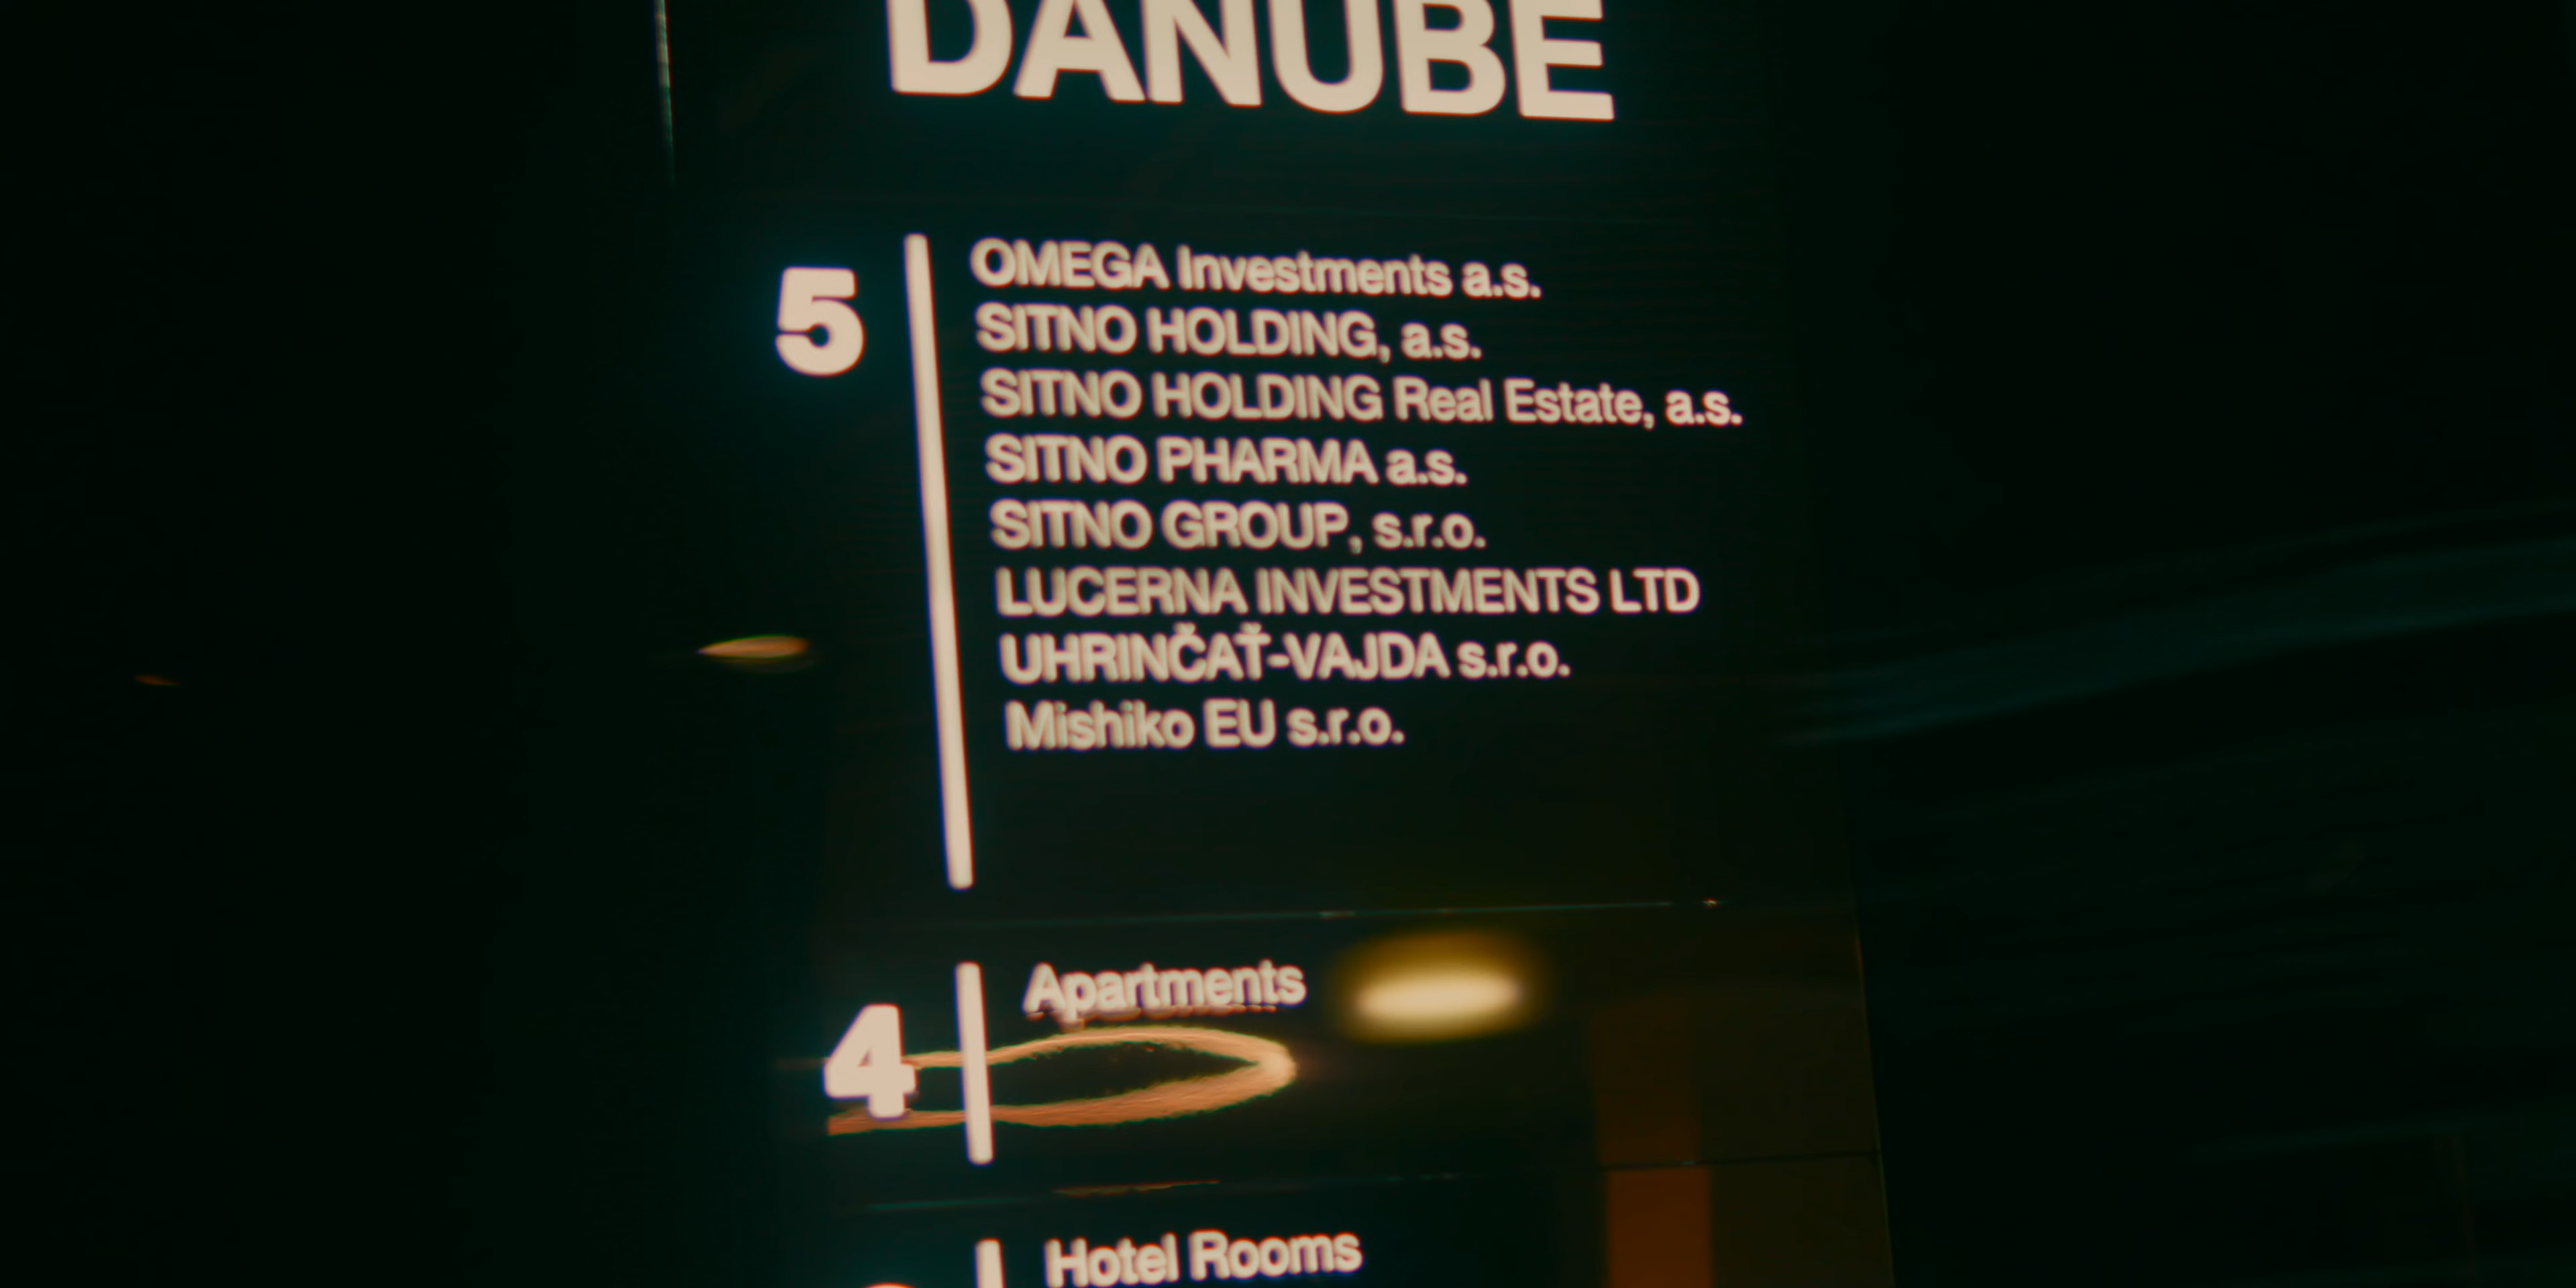 DANUBE
5
OMEGA Investments a.s.
SITNO HOLDING, a.s.
SITNO HOLDING Real Estate, a.s.
SITNO PHARMA a.s.
SITNO GROUP, s.r.o.
LUCERNA INVESTMENTS LTD
UHRINČAŤ-VAJDA s.r.o.
Mishiko EU s.r.o.
4
Apartments
Hotel Rooms